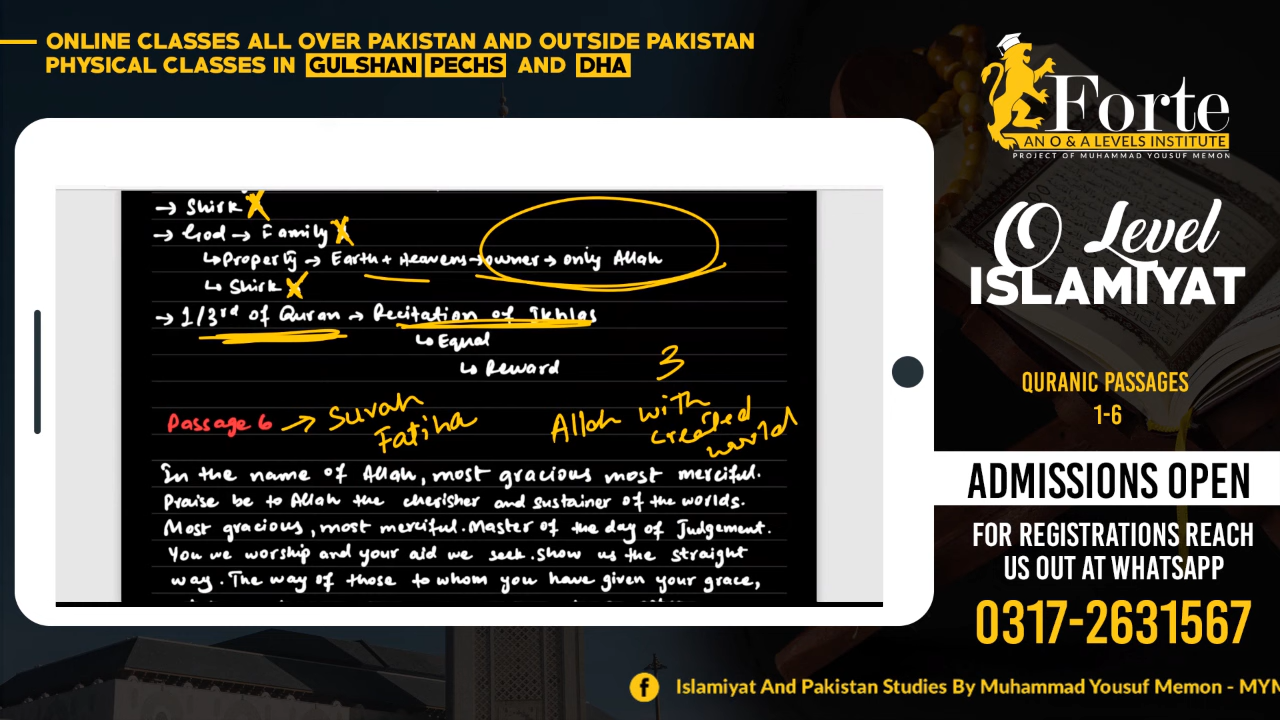 ONLINE CLASSES ALL OVER PAKISTAN AND OUTSIDE PAKISTAN
PHYSICAL CLASSES IN GULSHAN PECHS AND DHA
→ Shirk X
→ God → Family X
↳ Property → Earth + Heavens → owner → only Allah
↳ Shirk X
→ 1/3rd of Quran → Recitation of Ikhlas
↳ Equal
↳ Reward
3
Passage 6 → Surah Fatiha
Allah with created world
In the name of Allah, most gracious most merciful.
Praise be to Allah the cherisher and sustainer of the worlds.
Most gracious, most merciful. Master of the day of Judgement.
You we worship and your aid we seek. Show us the straight
way. The way of those to whom you have given your grace,
Forte
AN O & A LEVELS INSTITUTE
PROJECT OF MUHAMMAD YOUSUF MEMON
O Level
ISLAMIYAT
QURANIC PASSAGES
1-6
ADMISSIONS OPEN
FOR REGISTRATIONS REACH
US OUT AT WHATSAPP
0317-2631567
f Islamiyat And Pakistan Studies By Muhammad Yousuf Memon - MYM